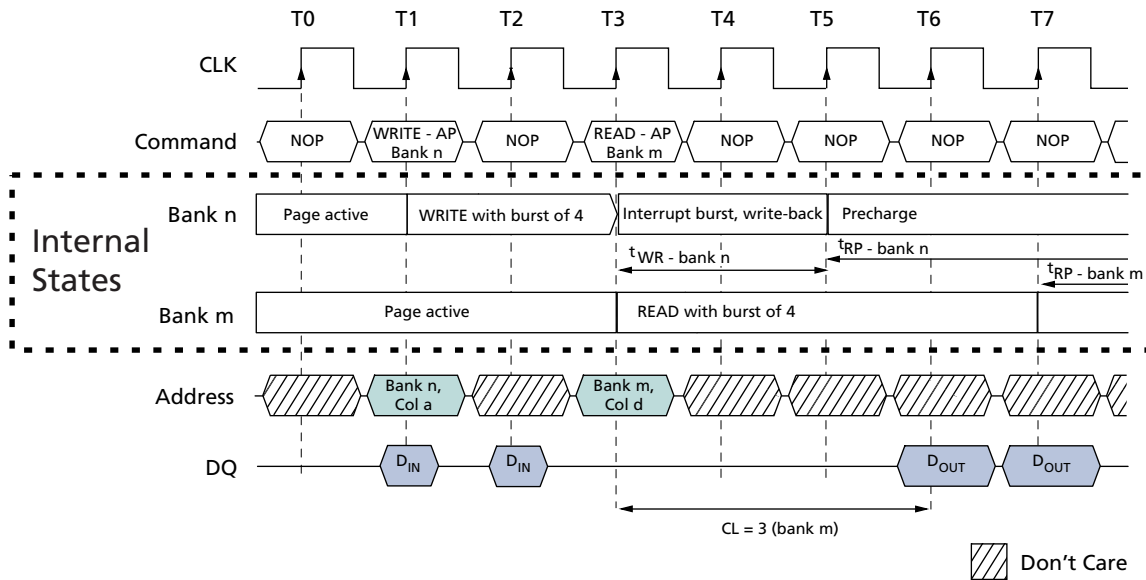 T0 T1 T2 T3 T4 T5 T6 T7
CLK
Command NOP WRITE - AP Bank n NOP READ - AP Bank m NOP NOP NOP NOP
Internal States
Bank n Page active WRITE with burst of 4 Interrupt burst, write-back Precharge
tWR - bank n tRP - bank n
tRP - bank m
Bank m Page active READ with burst of 4
Address Bank n, Col a Bank m, Col d
DQ DIN DIN DOUT DOUT
CL = 3 (bank m)
Don't Care